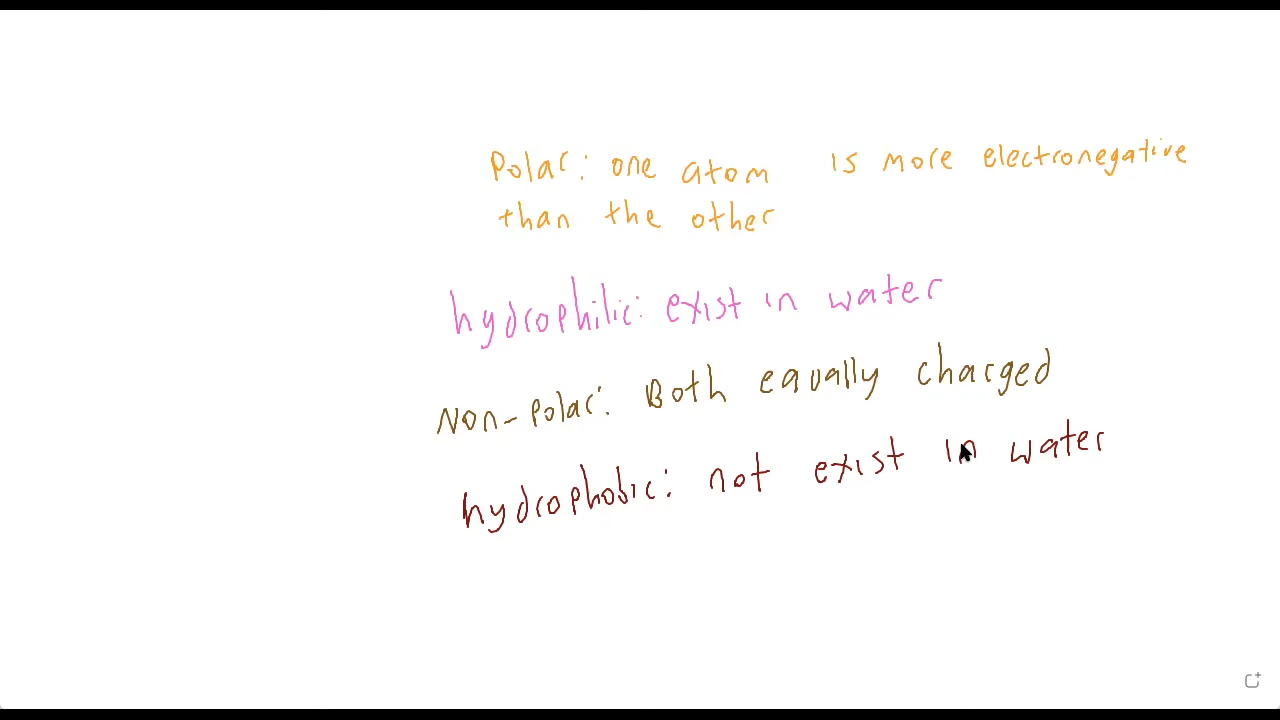 Polar: one atom is more electronegative
than the other
hydrophilic: exist in water
Non-polar: Both equally charged
hydrophobic: not exist in water